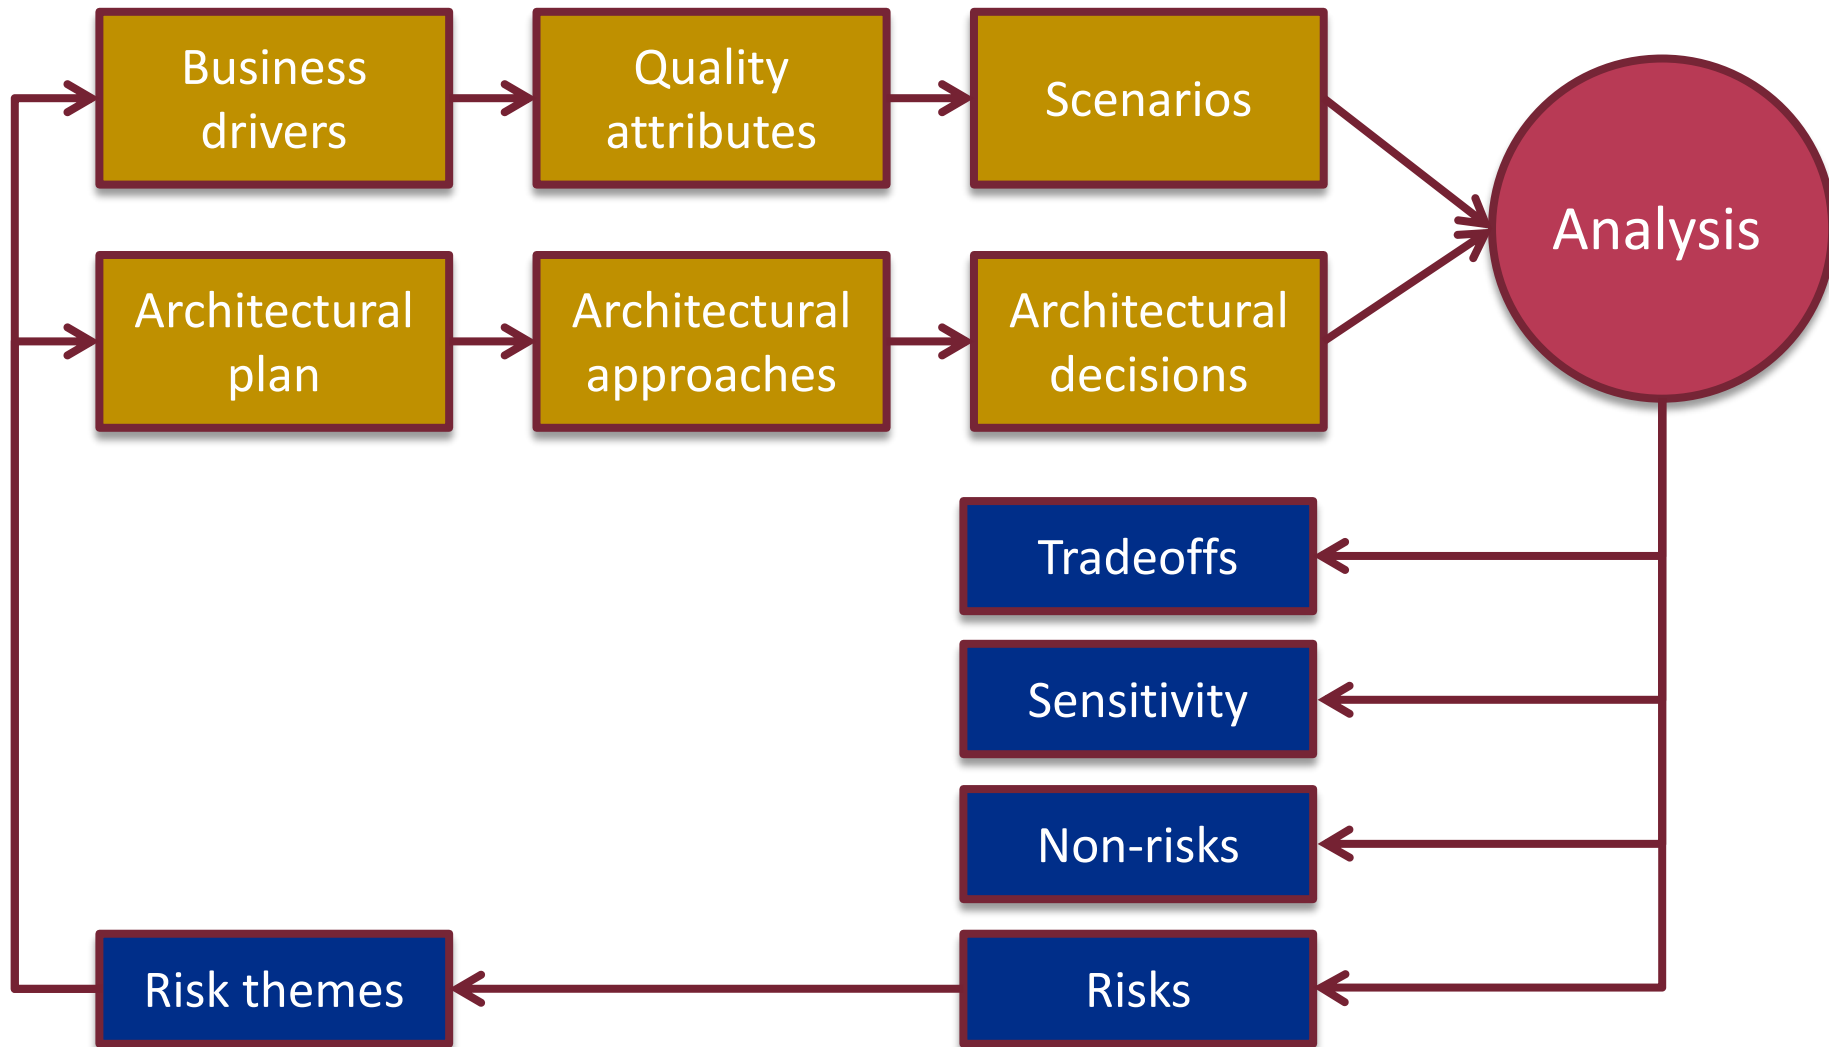 Business
drivers
Quality
attributes
Scenarios
Analysis
Architectural
plan
Architectural
approaches
Architectural
decisions
Tradeoffs
Sensitivity
Non-risks
Risk themes
Risks